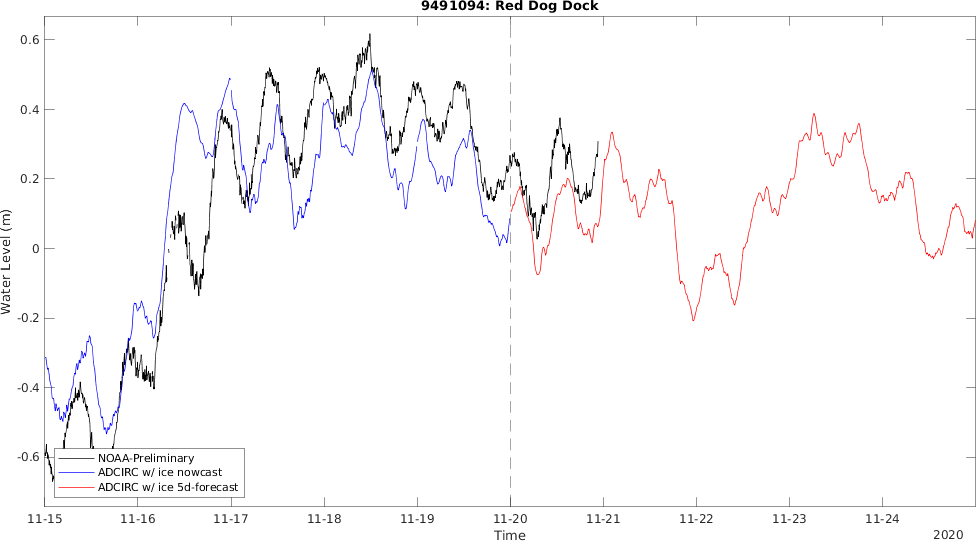 9491094: Red Dog Dock
Water Level (m)
0.6
0.4
0.2
0
-0.2
-0.4
-0.6
NOAA-Preliminary
ADCIRC w/ ice nowcast
ADCIRC w/ ice 5d-forecast
11-15 11-16 11-17 11-18 11-19 11-20 11-21 11-22 11-23 11-24
Time
2020